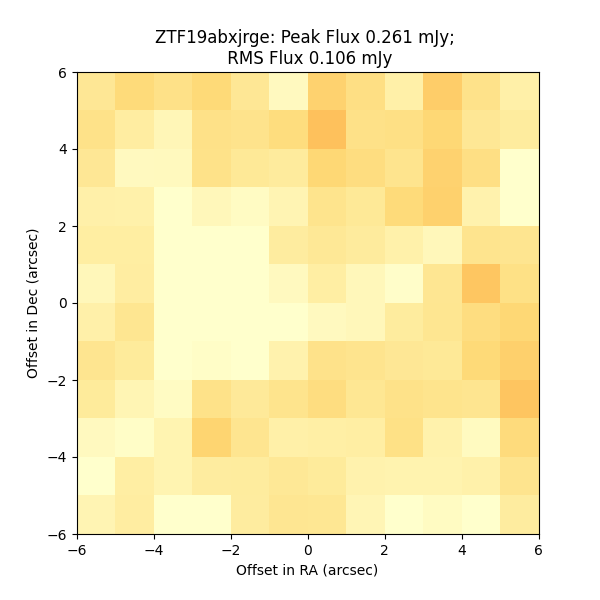 ZTF19abxjrge: Peak Flux 0.261 mJy;
RMS Flux 0.106 mJy
6
4
2
0
−2
−4
−6
Offset in Dec (arcsec)
−6 −4 −2 0 2 4 6
Offset in RA (arcsec)